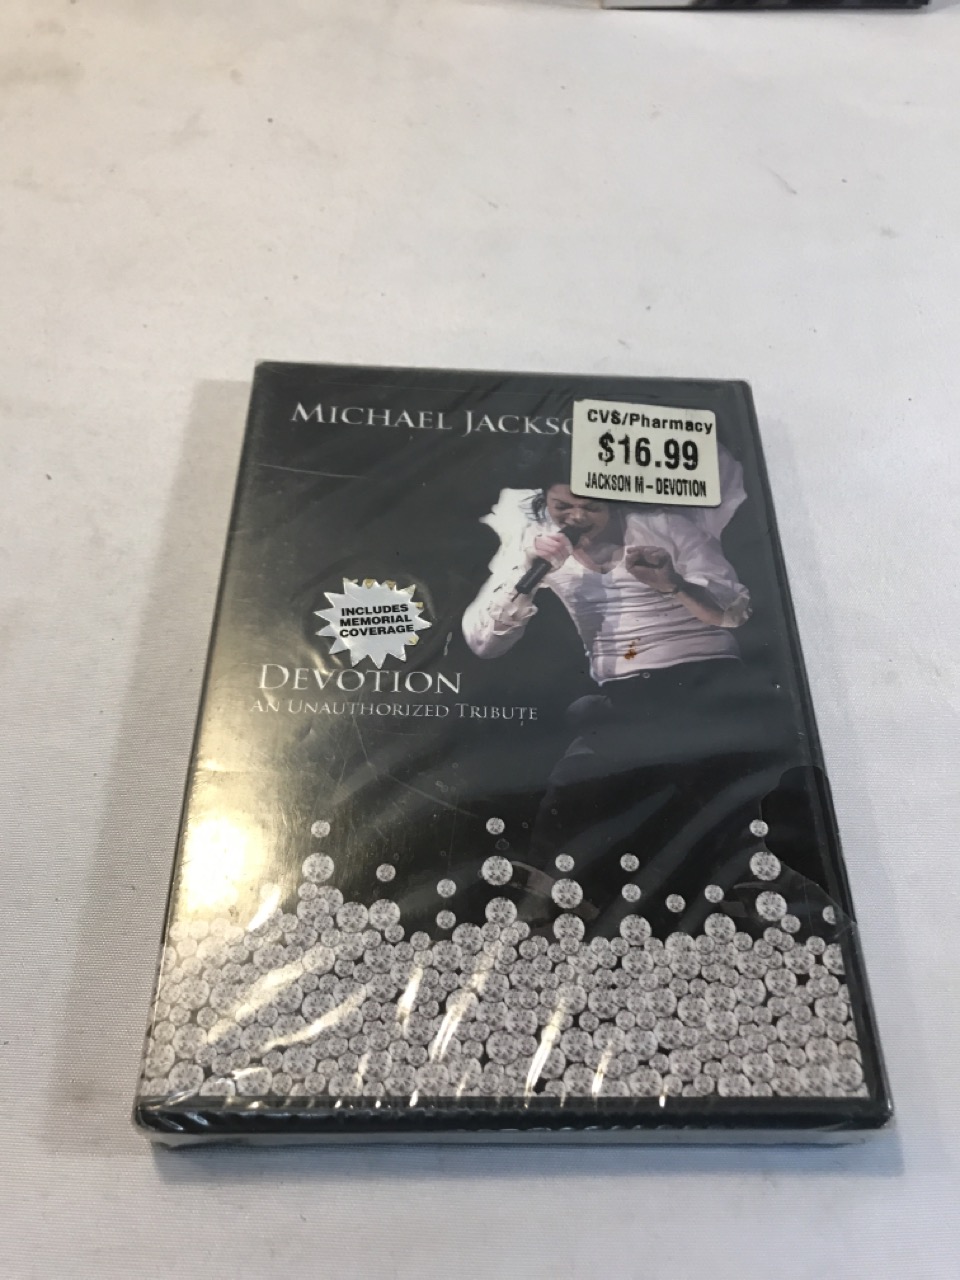 MICHAEL JACKSO
CVS/Pharmacy
$16.99
JACKSON M-DEVOTION
INCLUDES
MEMORIAL
COVERAGE
DEVOTION
AN UNAUTHORIZED TRIBUTE